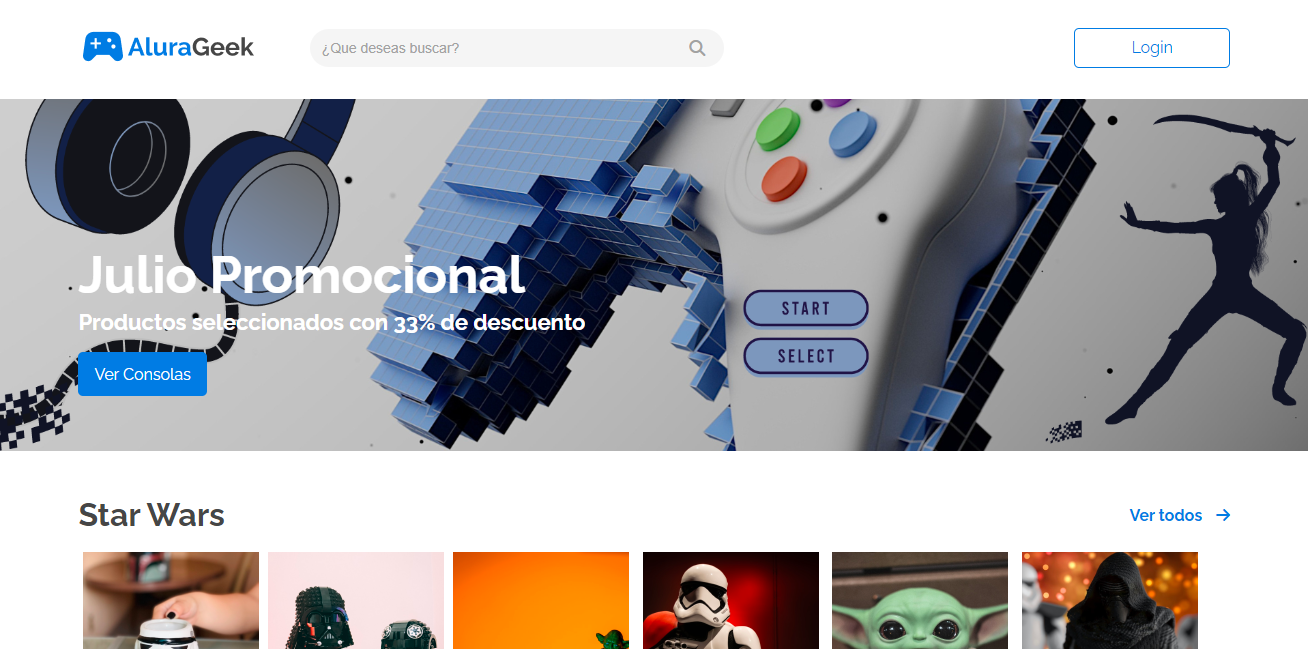 AluraGeek
¿Que deseas buscar?
Login
Julio Promocional
Productos seleccionados con 33% de descuento
Ver Consolas
START
SELECT
Star Wars
Ver todos